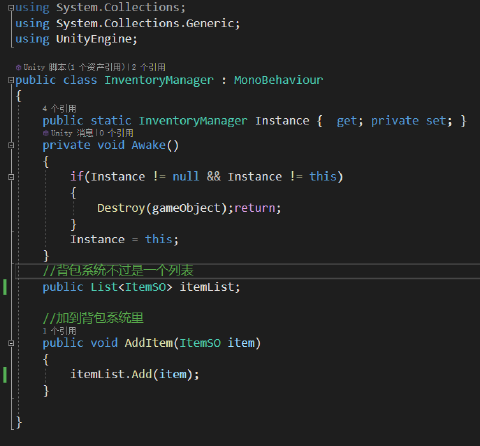 using System.Collections;
using System.Collections.Generic;
using UnityEngine;
Unity 脚本(1 个资产引用)|2 个引用
public class InventoryManager : MonoBehaviour
{
4 个引用
public static InventoryManager Instance {  get; private set; }
Unity 消息|0 个引用
private void Awake()
{
if(Instance != null && Instance != this)
{
Destroy(gameObject);return;
}
Instance = this;
}
//背包系统不过是一个列表
public List<ItemSO> itemList;
//加到背包系统里
1 个引用
public void AddItem(ItemSO item)
{
itemList.Add(item);
}
}